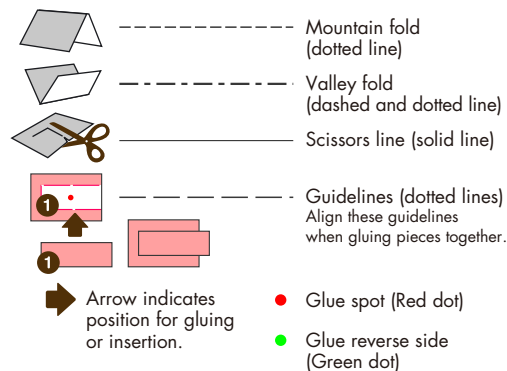 Mountain fold
(dotted line)
Valley fold
(dashed and dotted line)
Scissors line (solid line)
1
Guidelines (dotted lines)
Align these guidelines
when gluing pieces together.
1
Arrow indicates
position for gluing
or insertion.
Glue spot (Red dot)
Glue reverse side
(Green dot)